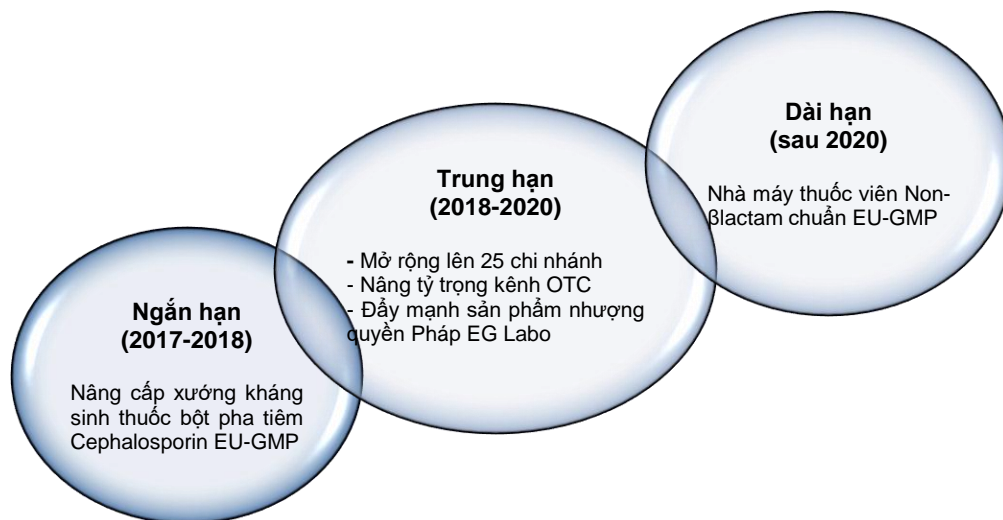 Ngắn hạn
(2017-2018)
Nâng cấp xướng kháng
sinh thuốc bột pha tiêm
Cephalosporin EU-GMP
Trung hạn
(2018-2020)
- Mở rộng lên 25 chi nhánh
- Nâng tỷ trọng kênh OTC
- Đẩy mạnh sản phẩm nhượng
quyền Pháp EG Labo
Dài hạn
(sau 2020)
Nhà máy thuốc viên Non-
βlactam chuẩn EU-GMP